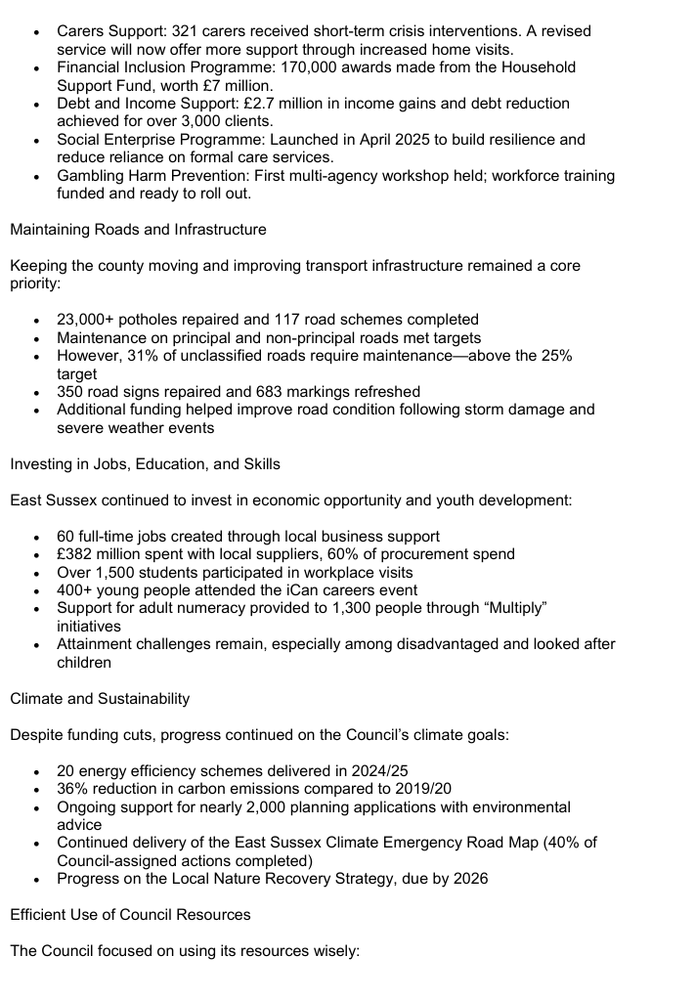 • Carers Support: 321 carers received short-term crisis interventions. A revised
service will now offer more support through increased home visits.
• Financial Inclusion Programme: 170,000 awards made from the Household
Support Fund, worth £7 million.
• Debt and Income Support: £2.7 million in income gains and debt reduction
achieved for over 3,000 clients.
• Social Enterprise Programme: Launched in April 2025 to build resilience and
reduce reliance on formal care services.
• Gambling Harm Prevention: First multi-agency workshop held; workforce training
funded and ready to roll out.
Maintaining Roads and Infrastructure
Keeping the county moving and improving transport infrastructure remained a core
priority:
• 23,000+ potholes repaired and 117 road schemes completed
• Maintenance on principal and non-principal roads met targets
• However, 31% of unclassified roads require maintenance—above the 25%
target
• 350 road signs repaired and 683 markings refreshed
• Additional funding helped improve road condition following storm damage and
severe weather events
Investing in Jobs, Education, and Skills
East Sussex continued to invest in economic opportunity and youth development:
• 60 full-time jobs created through local business support
• £382 million spent with local suppliers, 60% of procurement spend
• Over 1,500 students participated in workplace visits
• 400+ young people attended the iCan careers event
• Support for adult numeracy provided to 1,300 people through “Multiply”
initiatives
• Attainment challenges remain, especially among disadvantaged and looked after
children
Climate and Sustainability
Despite funding cuts, progress continued on the Council’s climate goals:
• 20 energy efficiency schemes delivered in 2024/25
• 36% reduction in carbon emissions compared to 2019/20
• Ongoing support for nearly 2,000 planning applications with environmental
advice
• Continued delivery of the East Sussex Climate Emergency Road Map (40% of
Council-assigned actions completed)
• Progress on the Local Nature Recovery Strategy, due by 2026
Efficient Use of Council Resources
The Council focused on using its resources wisely: